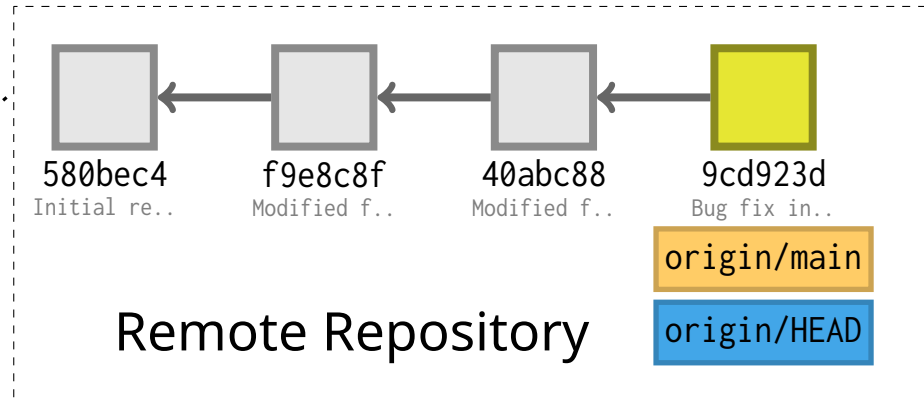 580bec4 f9e8c8f 40abc88 9cd923d
Initial re.. Modified f.. Modified f.. Bug fix in..
origin/main
origin/HEAD
Remote Repository